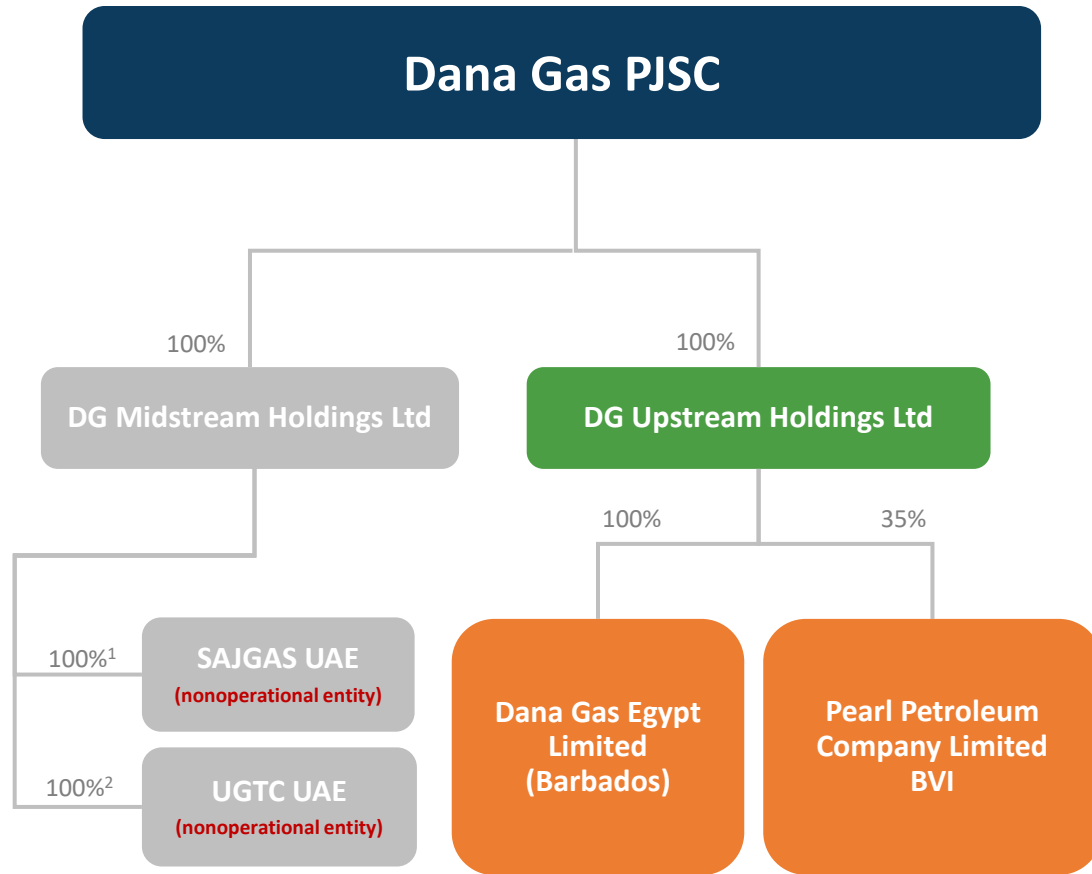 Dana Gas PJSC
100%
100%
DG Midstream Holdings Ltd
DG Upstream Holdings Ltd
100%
35%
100%¹
SAJGAS UAE
(nonoperational entity)
Dana Gas Egypt
Limited
(Barbados)
Pearl Petroleum
Company Limited
BVI
100%²
UGTC UAE
(nonoperational entity)